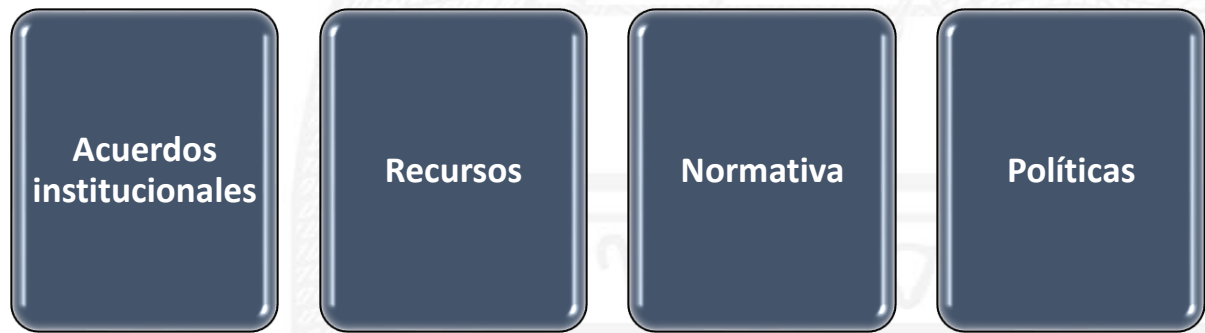 Acuerdos
institucionales
Recursos
Normativa
Políticas